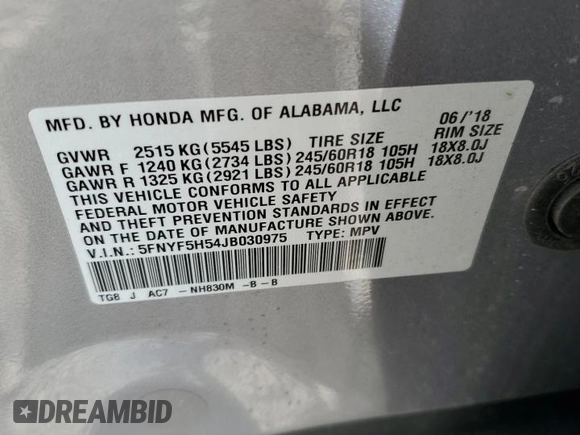 MFD. BY HONDA MFG. OF ALABAMA, LLC 06/'18
GVWR 2515 KG(5545 LBS) TIRE SIZE RIM SIZE
GAWR F 1240 KG(2734 LBS)245/60R18 105H 18X8.0J
GAWR R 1325 KG(2921 LBS)245/60R18 105H 18X8.0J
THIS VEHICLE CONFORMS TO ALL APPLICABLE
FEDERAL MOTOR VEHICLE SAFETY
AND THEFT PREVENTION STANDARDS IN EFFECT
ON THE DATE OF MANUFACTURE SHOWN ABOVE.
V.I.N.: 5FNYF5H54JB030975 TYPE: MPV
TG8 J AC7 -NH830M -B-B
DREAMBID